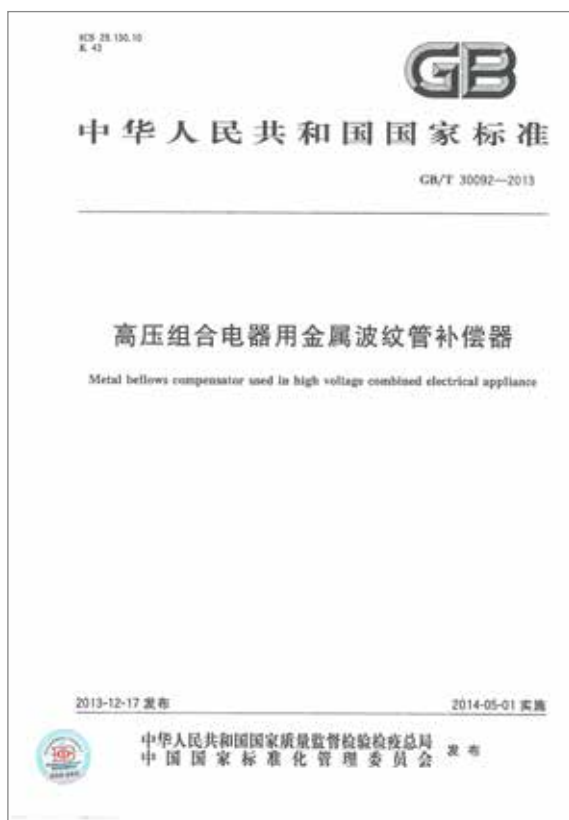 ICS 29.130.10
K 43
GB
中华人民共和国国家标准
GB/T 30092—2013
高压组合电器用金属波纹管补偿器
Metal bellows compensator used in high voltage combined electrical appliance
2013-12-17 发布
2014-05-01 实施
中华人民共和国国家质量监督检验检疫总局
中国国家标准化管理委员会
发布